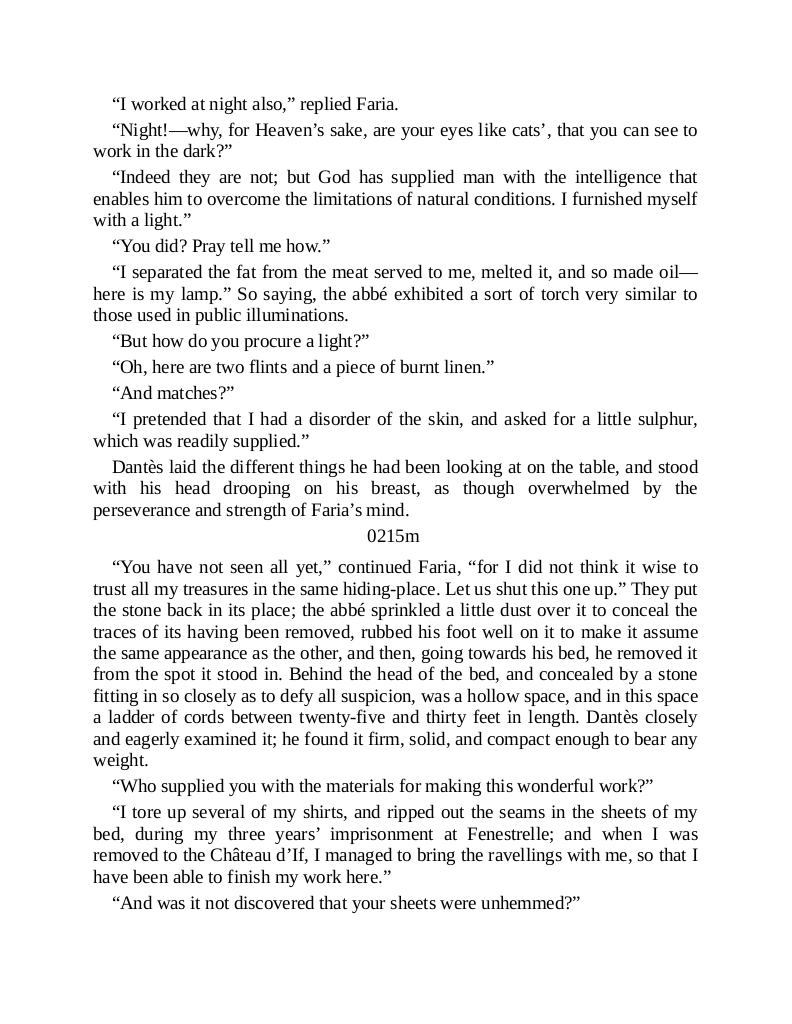 “I worked at night also,” replied Faria.
“Night!—why, for Heaven’s sake, are your eyes like cats’, that you can see to
work in the dark?”
“Indeed they are not; but God has supplied man with the intelligence that
enables him to overcome the limitations of natural conditions. I furnished myself
with a light.”
“You did? Pray tell me how.”
“I separated the fat from the meat served to me, melted it, and so made oil—
here is my lamp.” So saying, the abbé exhibited a sort of torch very similar to
those used in public illuminations.
“But how do you procure a light?”
“Oh, here are two flints and a piece of burnt linen.”
“And matches?”
“I pretended that I had a disorder of the skin, and asked for a little sulphur,
which was readily supplied.”
Dantès laid the different things he had been looking at on the table, and stood
with his head drooping on his breast, as though overwhelmed by the
perseverance and strength of Faria’s mind.
0215m
“You have not seen all yet,” continued Faria, “for I did not think it wise to
trust all my treasures in the same hiding-place. Let us shut this one up.” They put
the stone back in its place; the abbé sprinkled a little dust over it to conceal the
traces of its having been removed, rubbed his foot well on it to make it assume
the same appearance as the other, and then, going towards his bed, he removed it
from the spot it stood in. Behind the head of the bed, and concealed by a stone
fitting in so closely as to defy all suspicion, was a hollow space, and in this space
a ladder of cords between twenty-five and thirty feet in length. Dantès closely
and eagerly examined it; he found it firm, solid, and compact enough to bear any
weight.
“Who supplied you with the materials for making this wonderful work?”
“I tore up several of my shirts, and ripped out the seams in the sheets of my
bed, during my three years’ imprisonment at Fenestrelle; and when I was
removed to the Château d’If, I managed to bring the ravellings with me, so that I
have been able to finish my work here.”
“And was it not discovered that your sheets were unhemmed?”